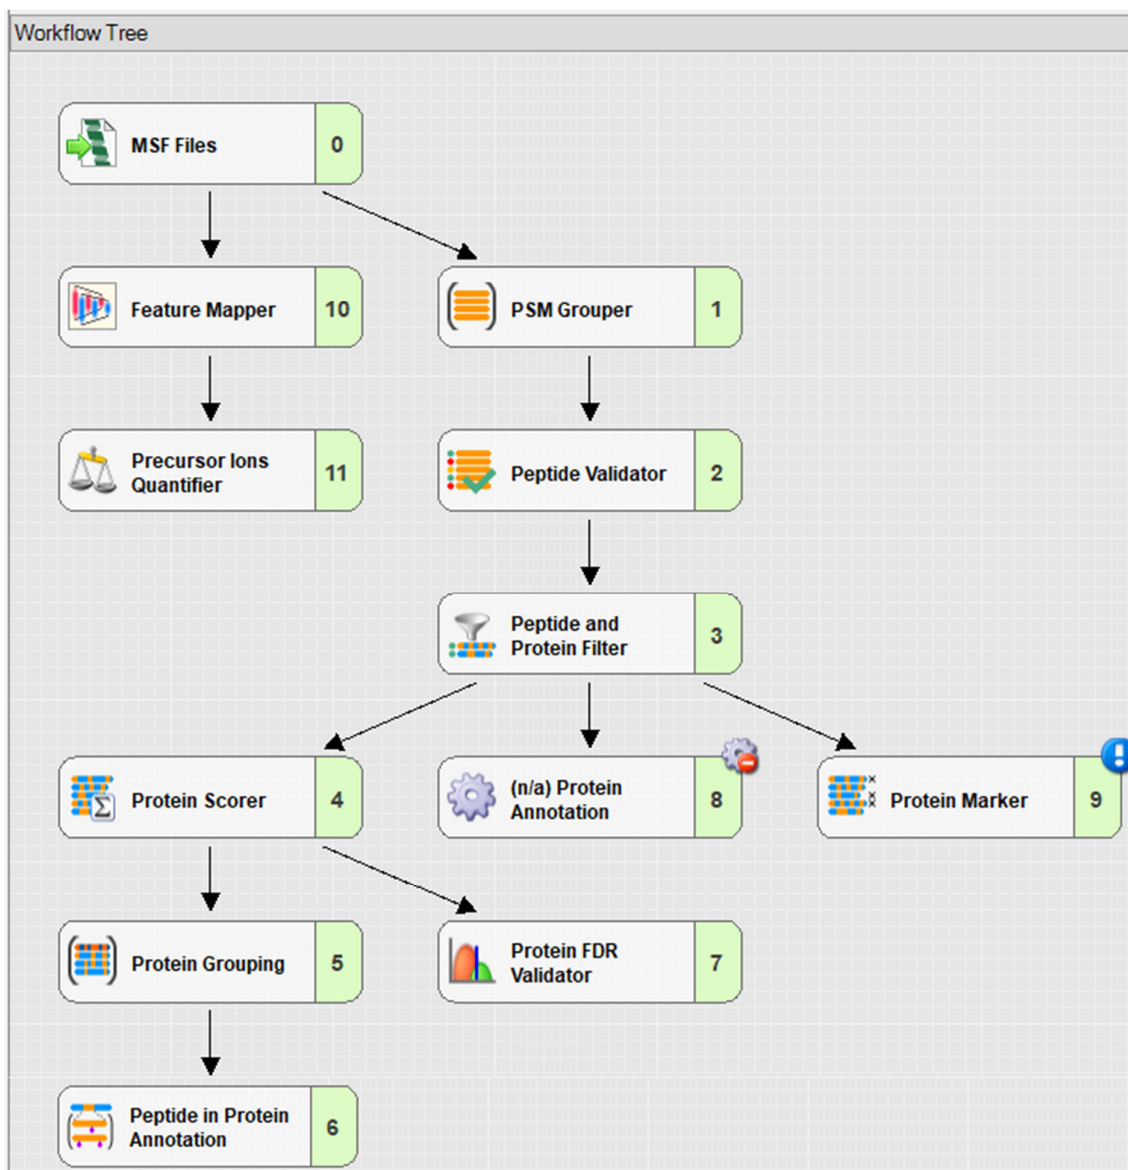 Workflow Tree
MSF Files 0
Feature Mapper 10
PSM Grouper 1
Precursor Ions
Quantifier 11
Peptide Validator 2
Peptide and
Protein Filter 3
Protein Scorer 4
(n/a) Protein
Annotation 8
Protein Marker 9
Protein Grouping 5
Protein FDR
Validator 7
Peptide in Protein
Annotation 6